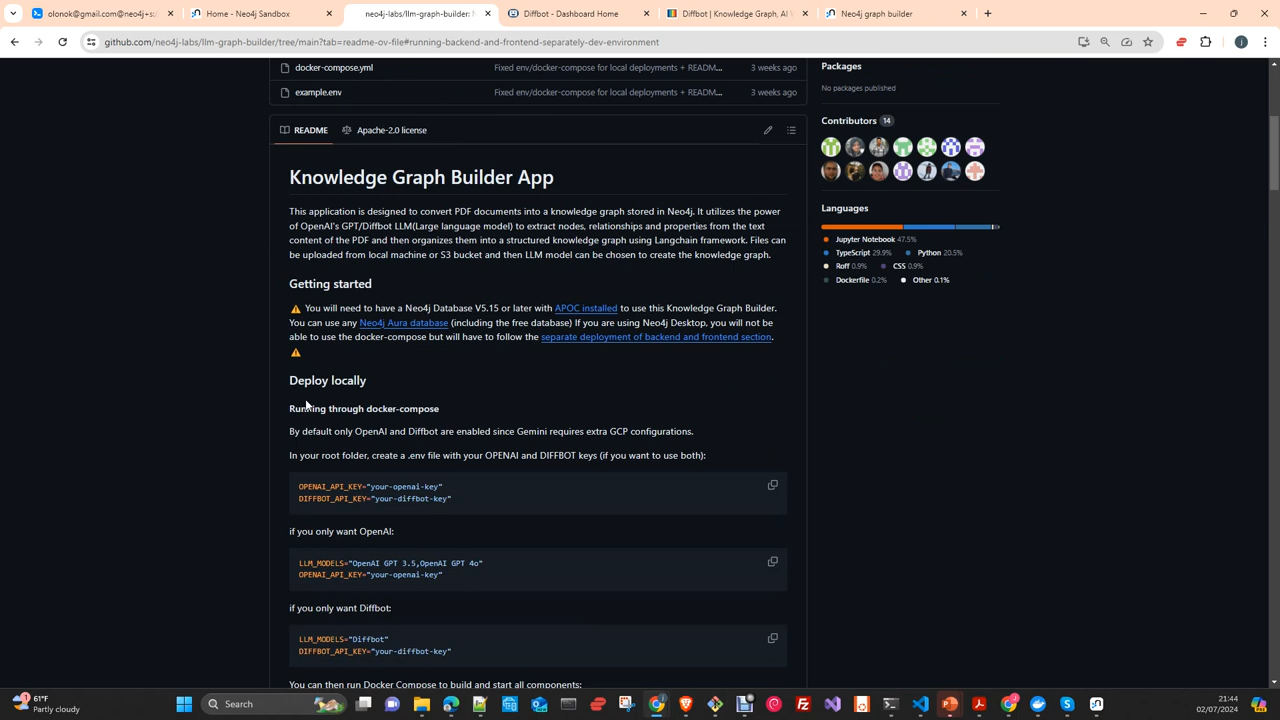 olonok@gmail.com@neo4j+s:/
Home - Neo4j Sandbox
neo4j-labs/llm-graph-builder: N
Diffbot - Dashboard Home
Diffbot | Knowledge Graph, AI
Neo4j graph builder
github.com/neo4j-labs/llm-graph-builder/tree/main?tab=readme-ov-file#running-backend-and-frontend-separately-dev-environment
docker-compose.yml
Fixed env/docker-compose for local deployments + READM...
3 weeks ago
example.env
Fixed env/docker-compose for local deployments + READM...
3 weeks ago
README
Apache-2.0 license
Knowledge Graph Builder App
This application is designed to convert PDF documents into a knowledge graph stored in Neo4j. It utilizes the power
of OpenAI's GPT/Diffbot LLM(Large language model) to extract nodes, relationships and properties from the text
content of the PDF and then organizes them into a structured knowledge graph using Langchain framework. Files can
be uploaded from local machine or S3 bucket and then LLM model can be chosen to create the knowledge graph.
Getting started
⚠️ You will need to have a Neo4j Database V5.15 or later with APOC installed to use this Knowledge Graph Builder.
You can use any Neo4j Aura database (including the free database) If you are using Neo4j Desktop, you will not be
able to use the docker-compose but will have to follow the separate deployment of backend and frontend section.
⚠️
Deploy locally
Running through docker-compose
By default only OpenAI and Diffbot are enabled since Gemini requires extra GCP configurations.
In your root folder, create a .env file with your OPENAI and DIFFBOT keys (if you want to use both):
OPENAI_API_KEY="your-openai-key"
DIFFBOT_API_KEY="your-diffbot-key"
if you only want OpenAI:
LLM_MODELS="OpenAI GPT 3.5,OpenAI GPT 4o"
OPENAI_API_KEY="your-openai-key"
if you only want Diffbot:
LLM_MODELS="Diffbot"
DIFFBOT_API_KEY="your-diffbot-key"
You can then run Docker Compose to build and start all components:
Packages
No packages published
Contributors 14
Languages
Jupyter Notebook 47.5%
TypeScript 29.9%
Python 20.5%
Roff 0.9%
CSS 0.9%
Dockerfile 0.2%
Other 0.1%
61°F
Partly cloudy
Search
21:44
02/07/2024